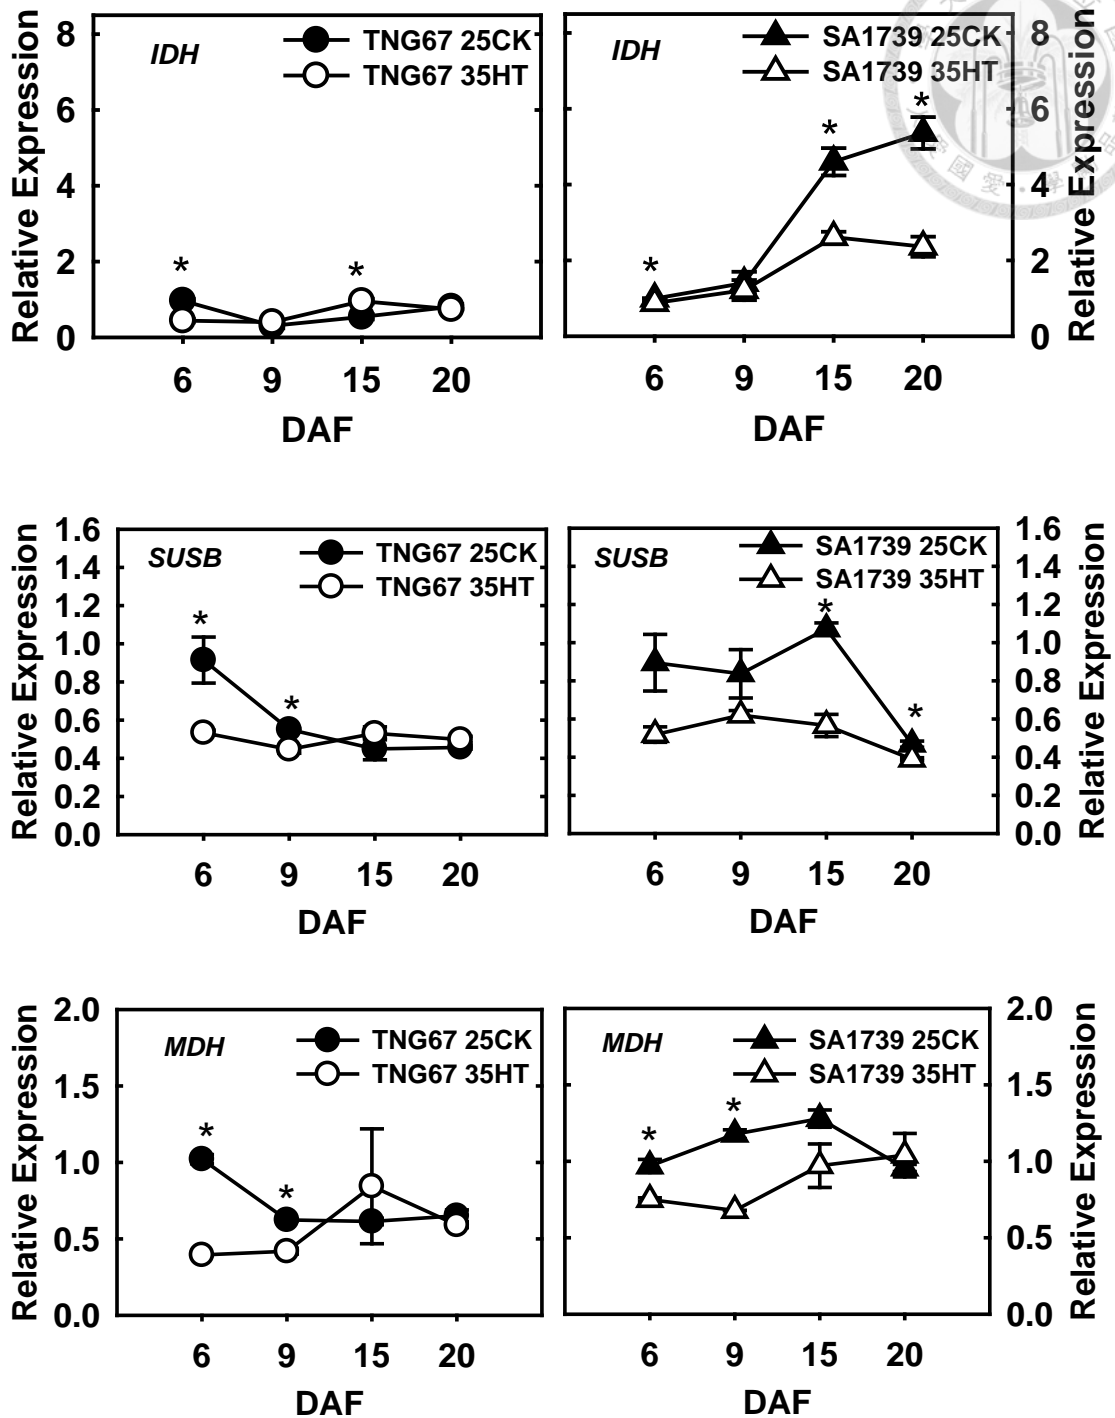 IDH
TNG67 25CK
TNG67 35HT
Relative Expression
8
6
4
2
0
*
*
6 9 15 20
DAF
IDH
SA1739 25CK
SA1739 35HT
8
6
4
2
0
Relative Expression
*
*
*
6 9 15 20
DAF
SUSB
TNG67 25CK
TNG67 35HT
Relative Expression
1.6
1.4
1.2
1.0
0.8
0.6
0.4
0.2
0.0
*
*
6 9 15 20
DAF
SUSB
SA1739 25CK
SA1739 35HT
1.6
1.4
1.2
1.0
0.8
0.6
0.4
0.2
0.0
Relative Expression
*
*
6 9 15 20
DAF
MDH
TNG67 25CK
TNG67 35HT
Relative Expression
2.0
1.5
1.0
0.5
0.0
*
*
6 9 15 20
DAF
MDH
SA1739 25CK
SA1739 35HT
2.0
1.5
1.0
0.5
0.0
Relative Expression
*
*
6 9 15 20
DAF
愛國愛
學